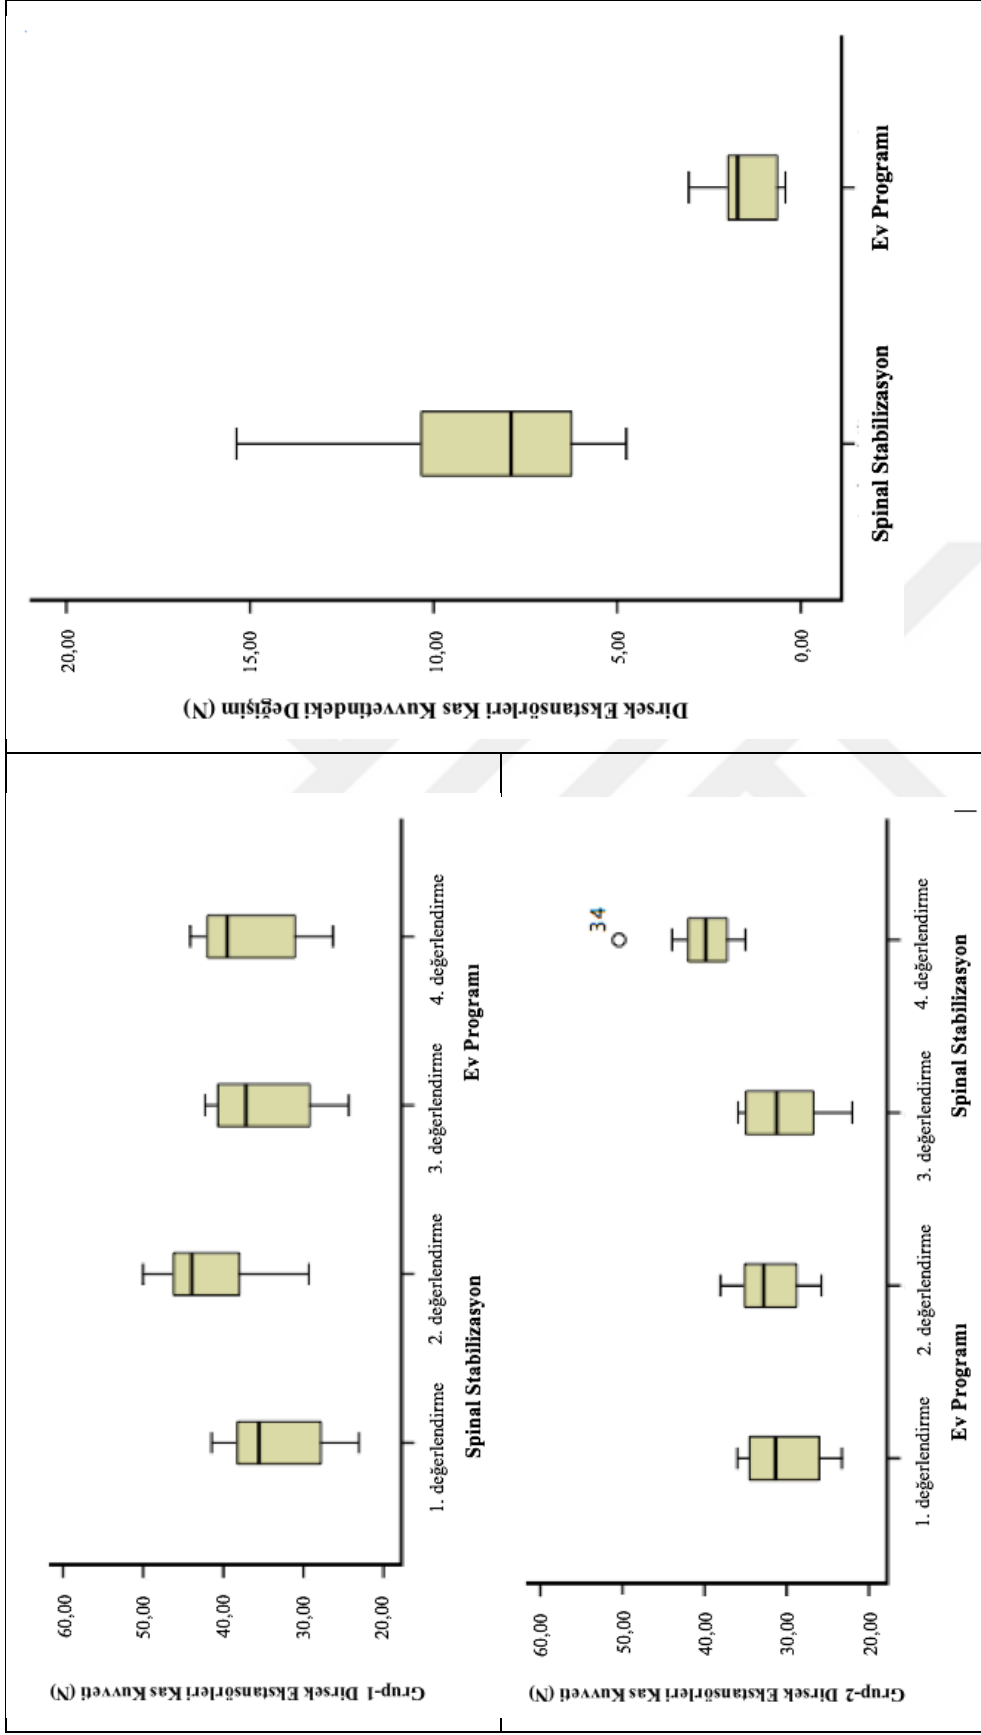 Dirsek Ekstansörleri Kas Kuvvetindeki Değişim (N)
20,00
15,00
10,00
5,00
0,00
Spinal Stabilizasyon
Ev Programı
Grup-1 Dirsek Ekstansörleri Kas Kuvveti (N)
60,00
50,00
40,00
30,00
20,00
1. değerlendirme
2. değerlendirme
3. değerlendirme
4. değerlendirme
Spinal Stabilizasyon
Ev Programı
Grup-2 Dirsek Ekstansörleri Kas Kuvveti (N)
60,00
50,00
40,00
30,00
20,00
34
1. değerlendirme
2. değerlendirme
3. değerlendirme
4. değerlendirme
Ev Programı
Spinal Stabilizasyon